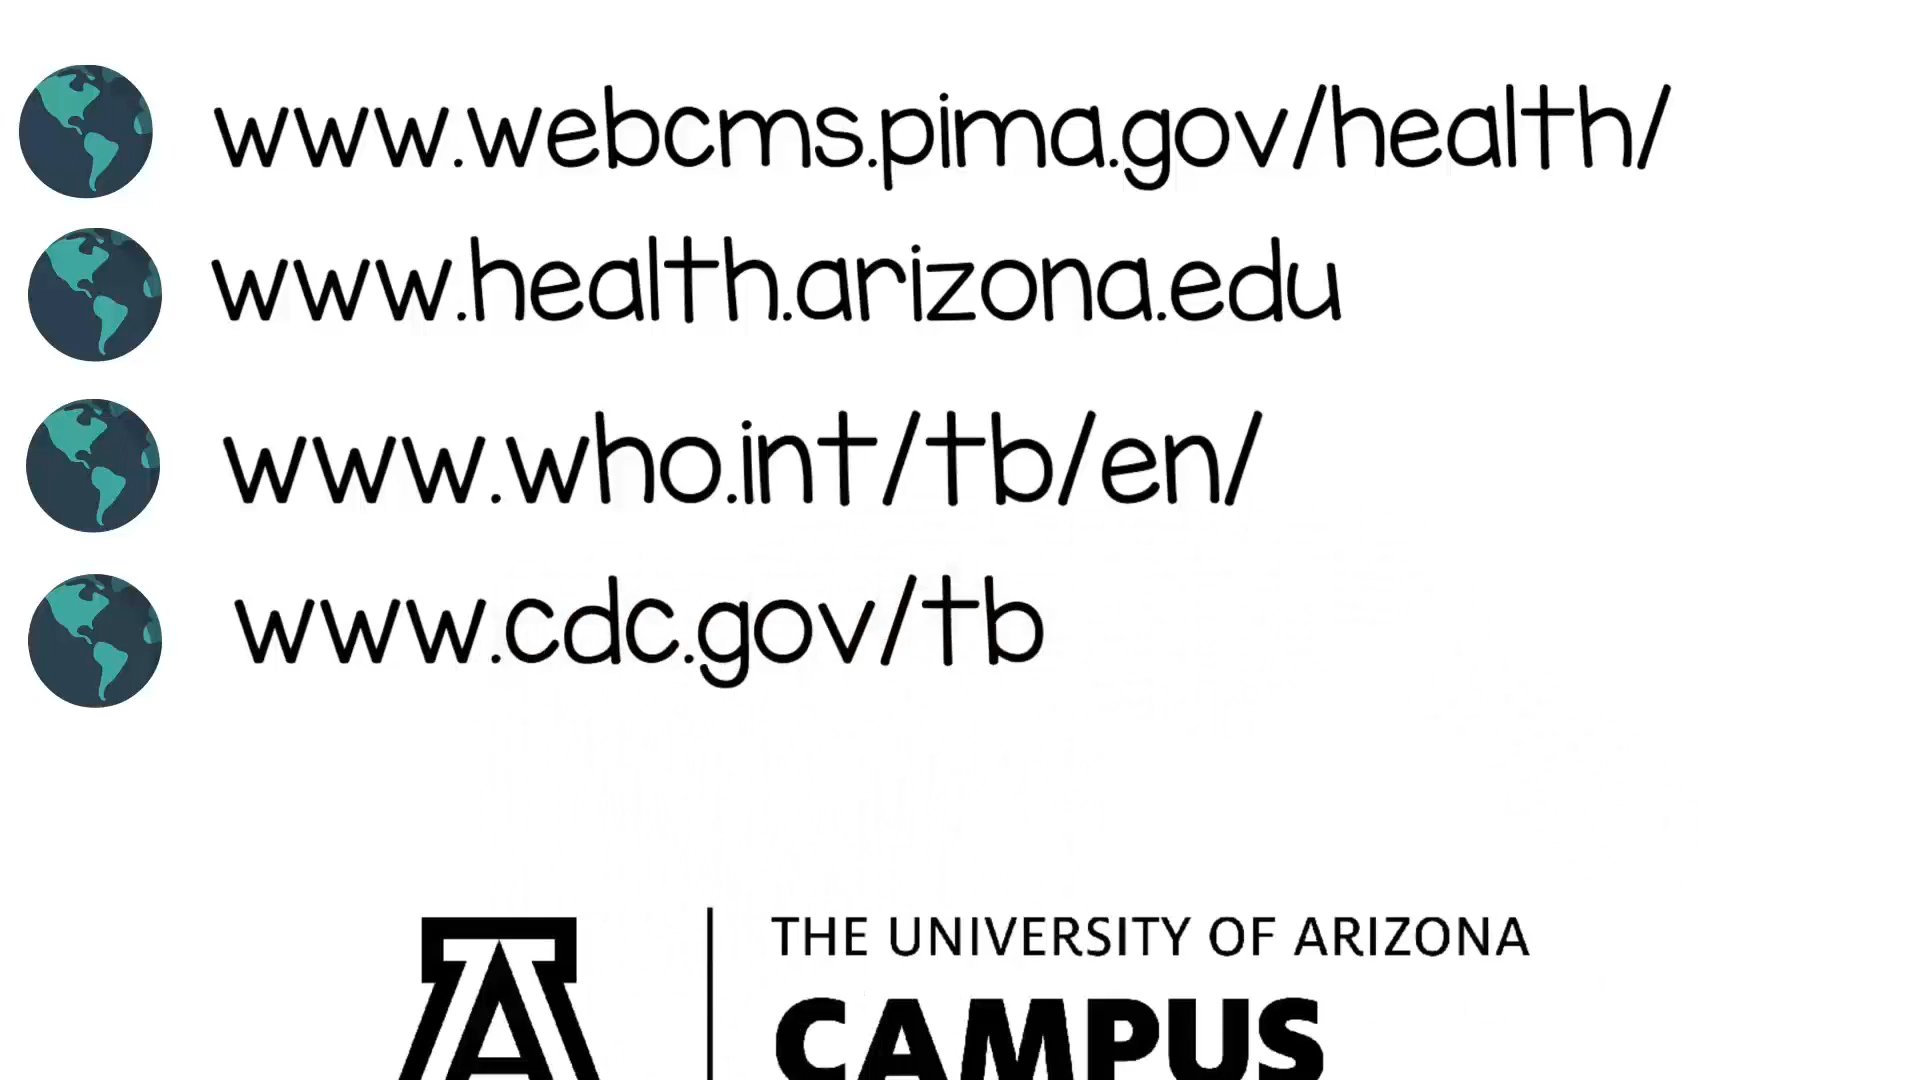 www.webcms.pima.gov/health/
www.health.arizona.edu
www.who.int/tb/en/
www.cdc.gov/tb
THE UNIVERSITY OF ARIZONA
CAMPUS